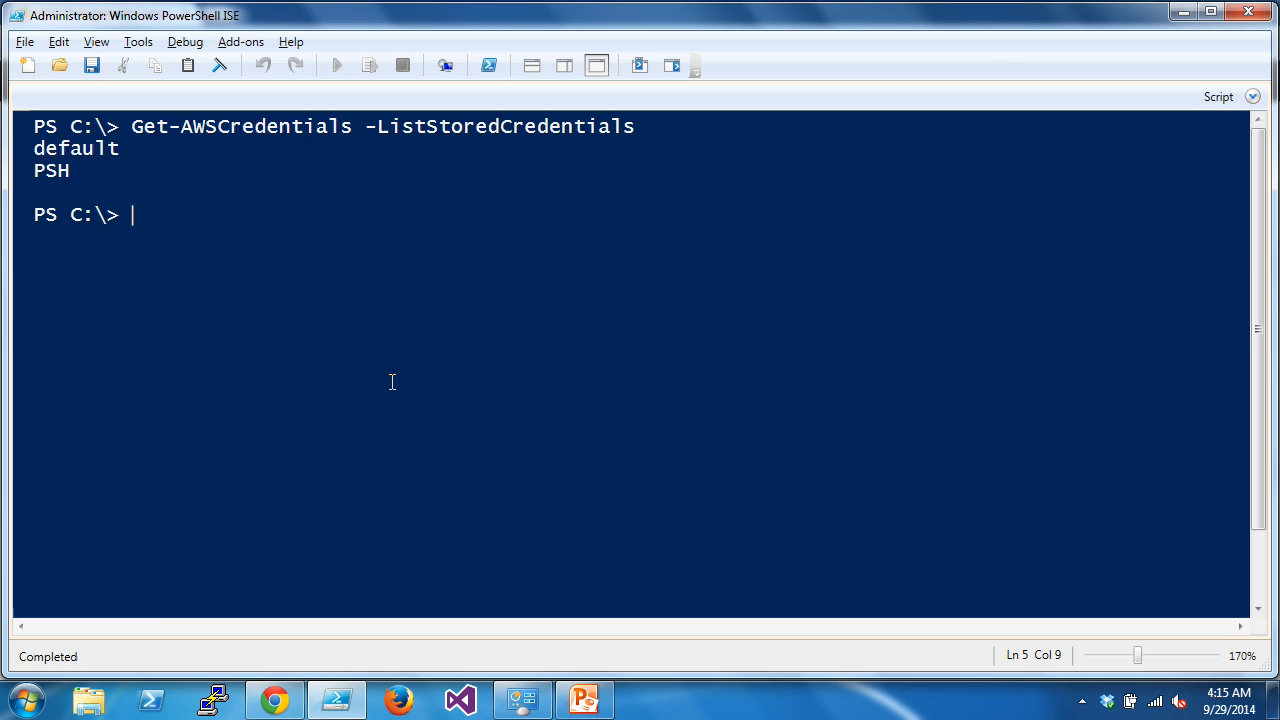 Administrator: Windows PowerShell ISE
File Edit View Tools Debug Add-ons Help
Script
PS C:\> Get-AWSCredentials -ListStoredCredentials
default
PSH
PS C:\>
Completed
Ln 5 Col 9
170%
4:15 AM
9/29/2014